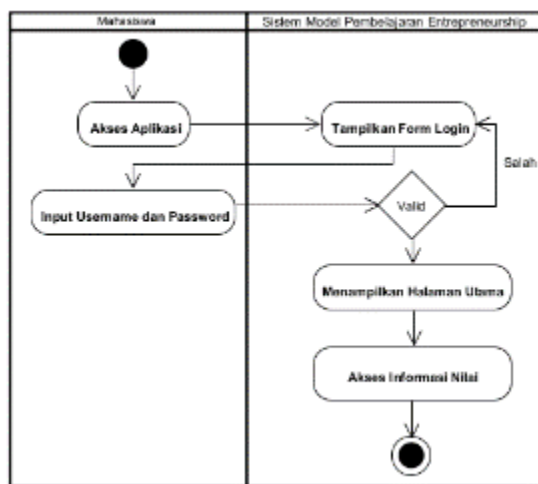 Mahasiswa
Sistem Model Pembelajaran Entrepreneurship
Akses Aplikasi
Tampilkan Form Login
Salah
Input Username dan Password
Valid
Menampilkan Halaman Utama
Akses Informasi Nilai